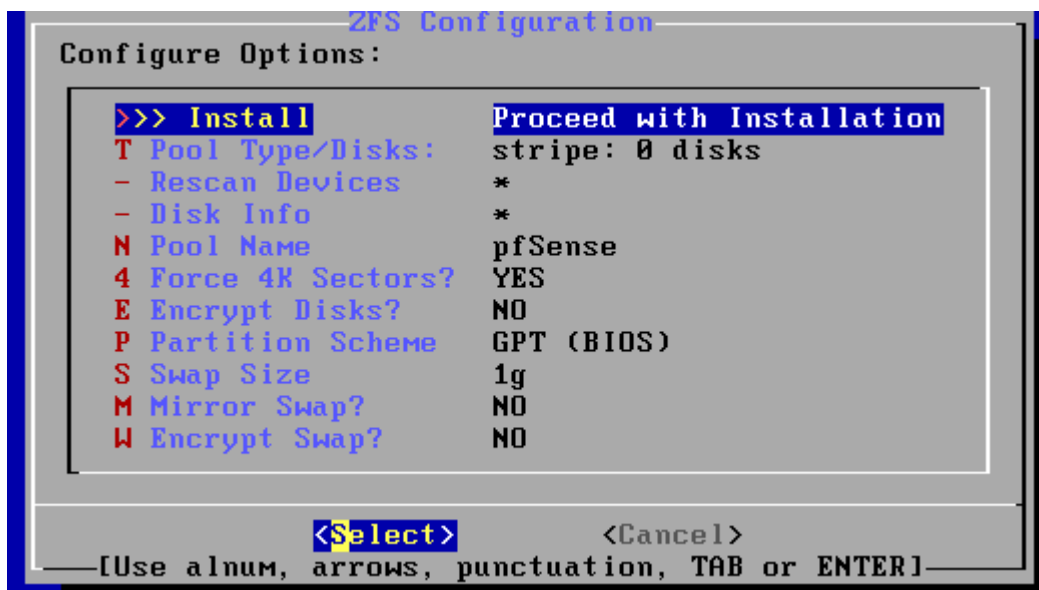 ZFS Configuration
Configure Options:
>>> Install Proceed with Installation
T Pool Type/Disks: stripe: 0 disks
- Rescan Devices *
- Disk Info *
N Pool Name pfSense
4 Force 4K Sectors? YES
E Encrypt Disks? NO
P Partition Scheme GPT (BIOS)
S Swap Size 1g
M Mirror Swap? NO
W Encrypt Swap? NO
<Select> <Cancel>
[Use alnum, arrows, punctuation, TAB or ENTER]